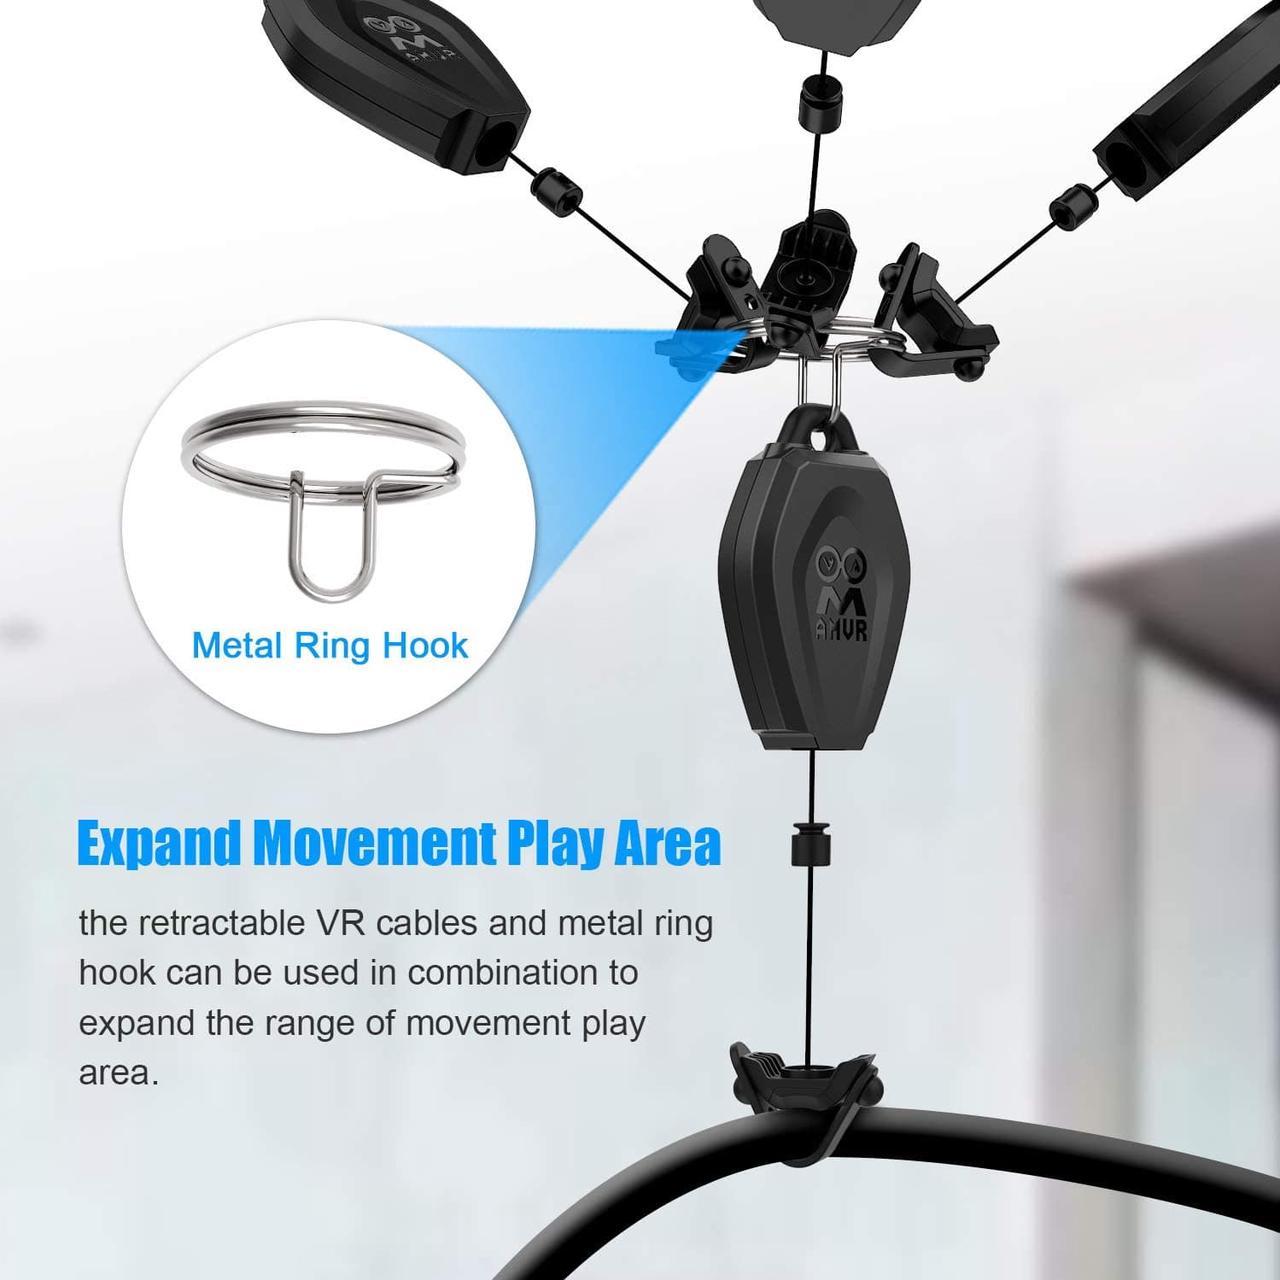 AMVR
AMVR
Metal Ring Hook
Expand Movement Play Area
the retractable VR cables and metal ring
hook can be used in combination to
expand the range of movement play
area.